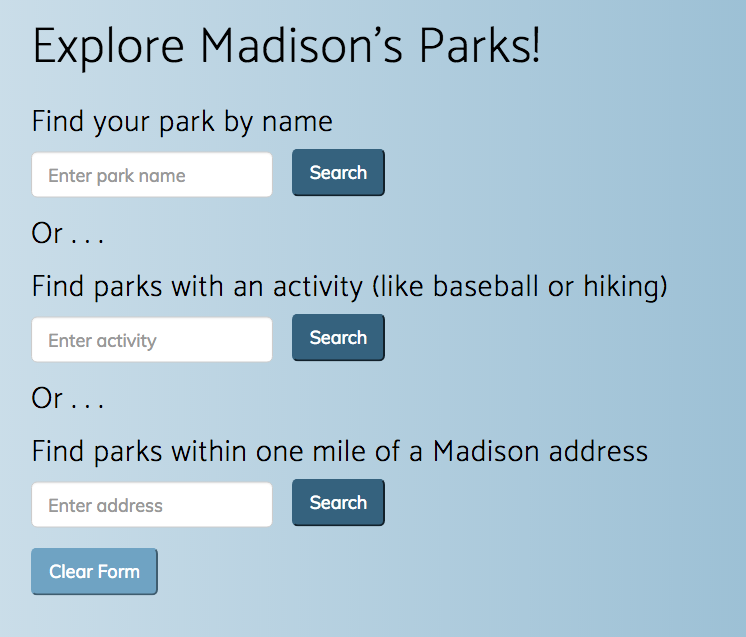 Explore Madison's Parks!
Find your park by name
Enter park name Search
Or . . .
Find parks with an activity (like baseball or hiking)
Enter activity Search
Or . . .
Find parks within one mile of a Madison address
Enter address Search
Clear Form